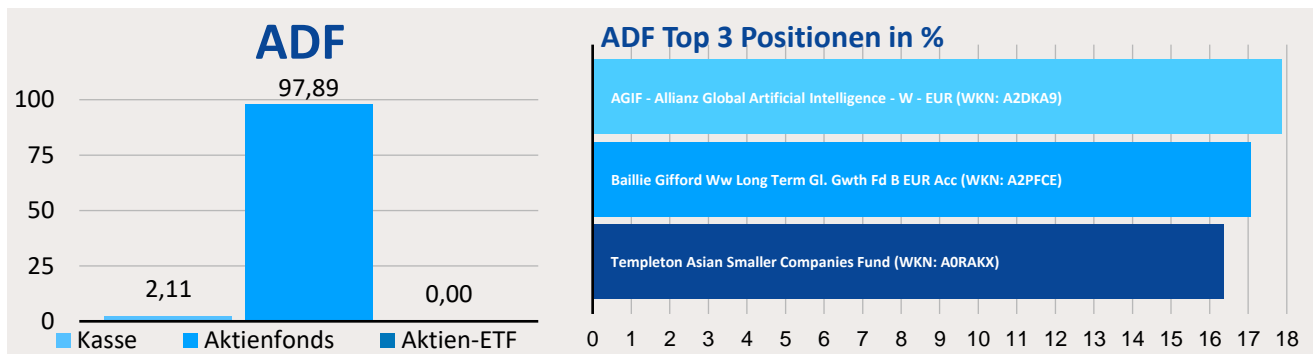 ADF
97,89
100
75
50
25
2,11
0,00
0
Kasse Aktienfonds Aktien-ETF
ADF Top 3 Positionen in %
AGIF - Allianz Global Artificial Intelligence - W - EUR (WKN: A2DKA9)
Baillie Gifford Ww Long Term Gl. Gwth Fd B EUR Acc (WKN: A2PFCE)
Templeton Asian Smaller Companies Fund (WKN: A0RAKX)
0 1 2 3 4 5 6 7 8 9 10 11 12 13 14 15 16 17 18